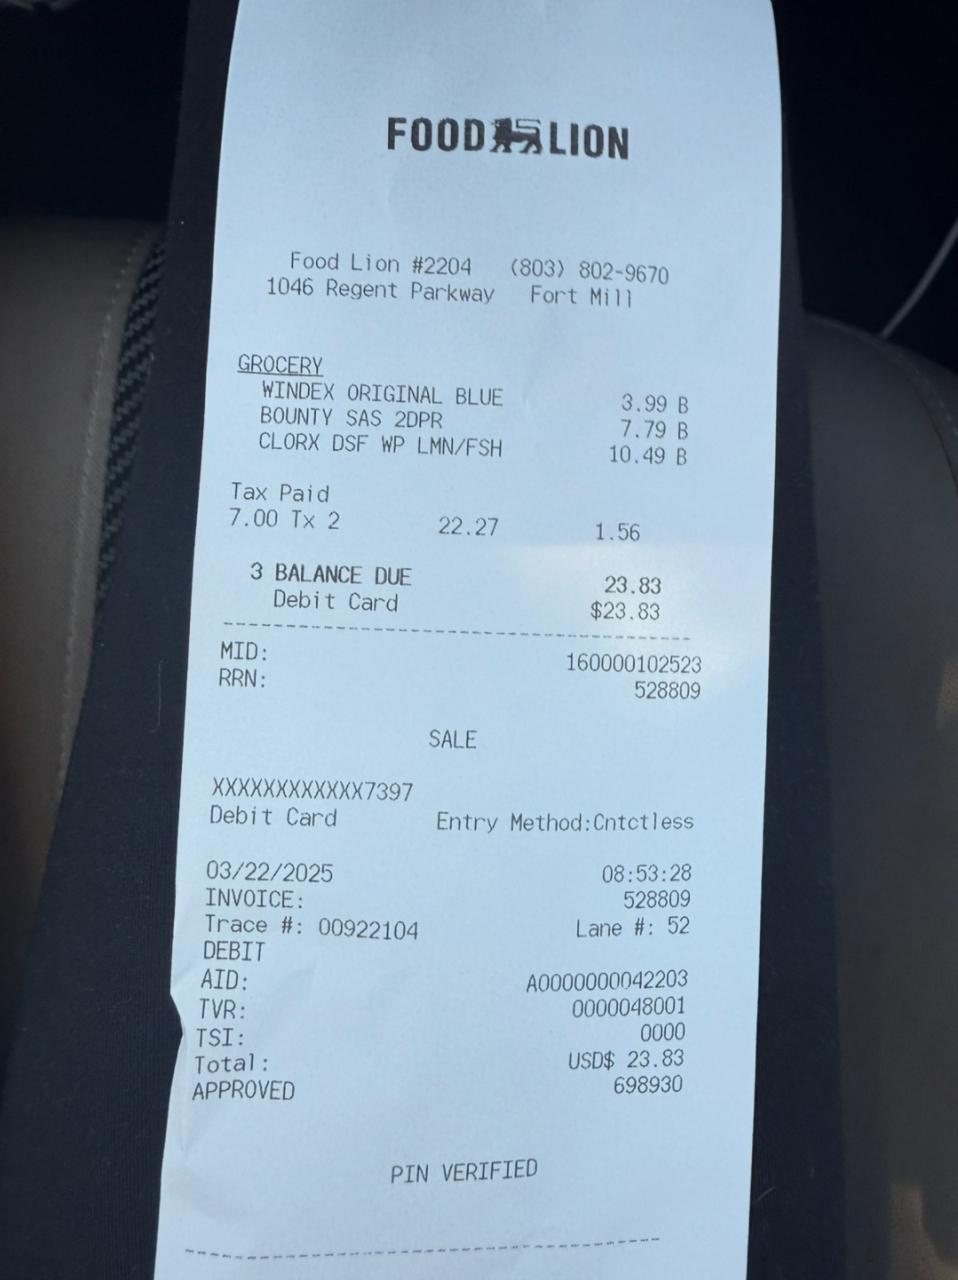 FOOD LION
Food Lion #2204 (803) 802-9670
1046 Regent Parkway Fort Mill
GROCERY
WINDEX ORIGINAL BLUE 3.99 B
BOUNTY SAS 2DPR 7.79 B
CLORX DSF WP LMN/FSH 10.49 B
Tax Paid
7.00 Tx 2 22.27 1.56
3 BALANCE DUE 23.83
Debit Card $23.83
MID: 160000102523
RRN: 528809
SALE
XXXXXXXXXXXX7397
Debit Card Entry Method:Cntctless
03/22/2025 08:53:28
INVOICE: 528809
Trace #: 00922104 Lane #: 52
DEBIT
AID: A0000000042203
TVR: 0000048001
TSI: 0000
Total: USD$ 23.83
APPROVED 698930
PIN VERIFIED